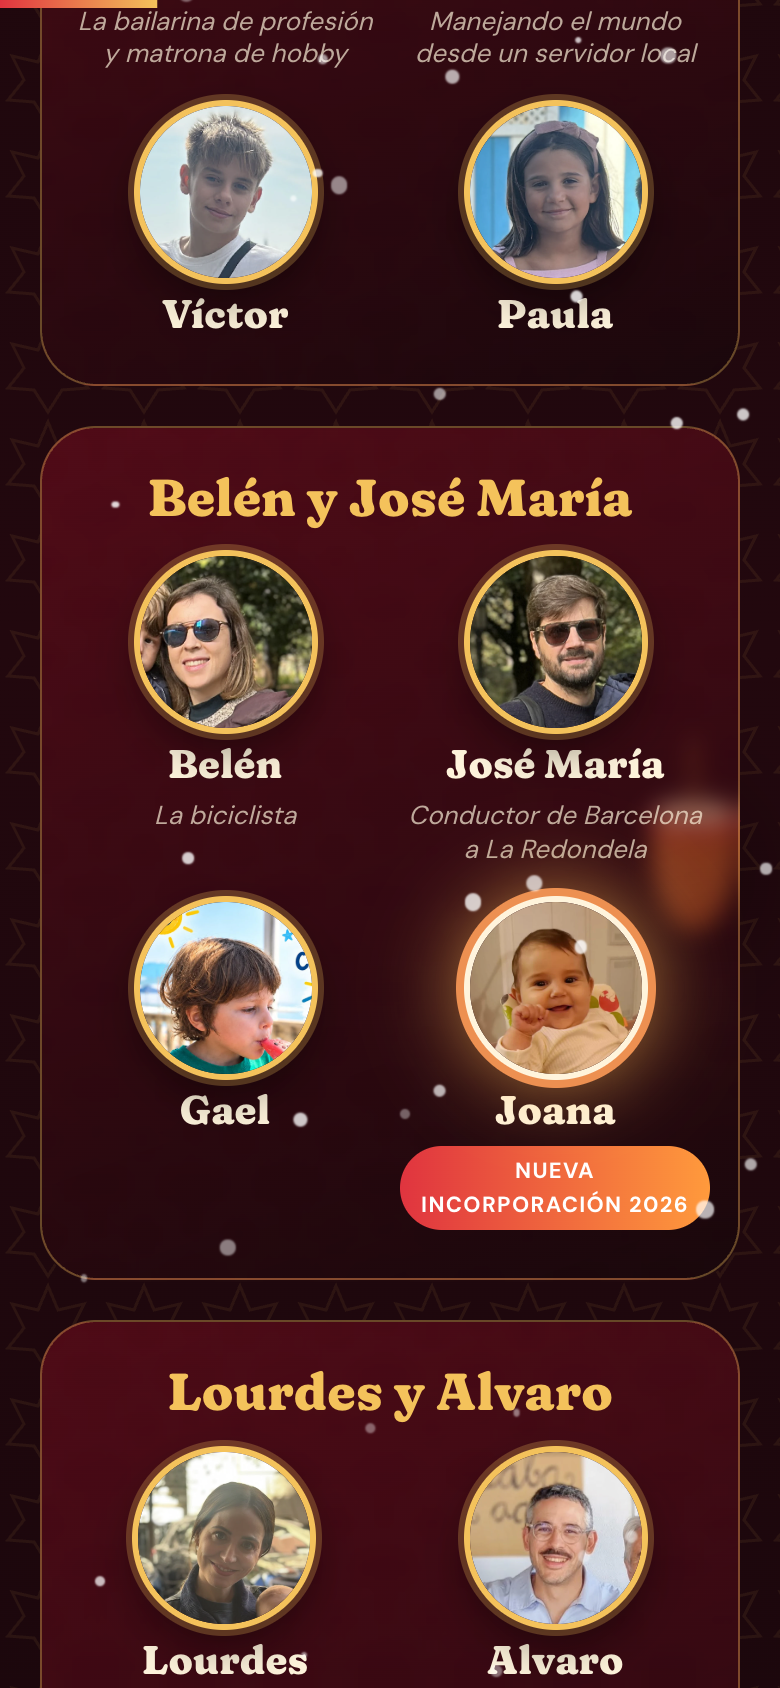 La bailarina de profesión
y matrona de hobby
Manejando el mundo
desde un servidor local
Víctor
Paula
Belén y José María
Belén
José María
La biciclista
Conductor de Barcelona
a La Redondela
Gael
Joana
NUEVA
INCORPORACIÓN 2026
Lourdes y Alvaro
Lourdes
Alvaro